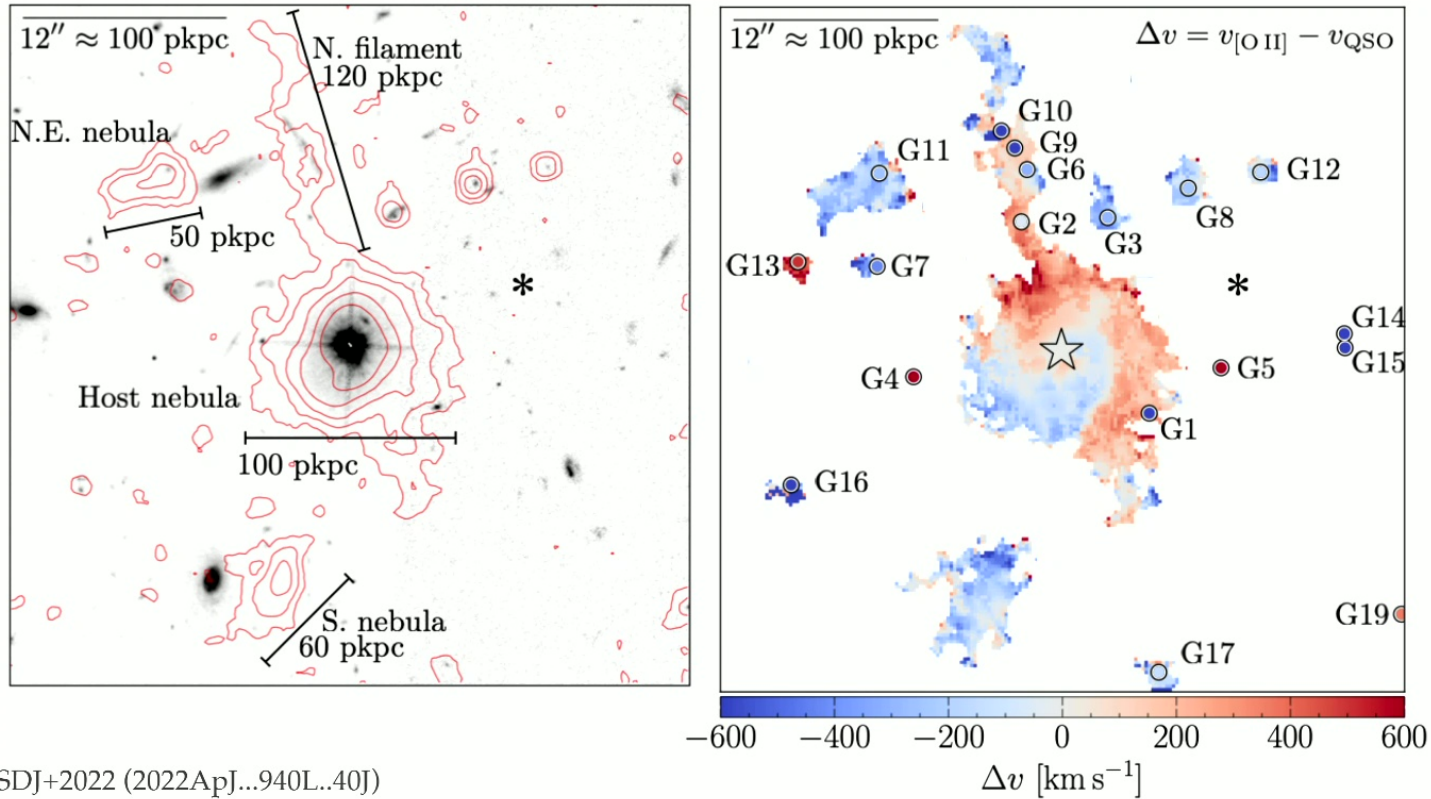 12″ ≈ 100 pkpc
N. filament
120 pkpc
N.E. nebula
50 pkpc
Host nebula
100 pkpc
S. nebula
60 pkpc
*
12″ ≈ 100 pkpc
Δv = v[O II] − vQSO
G10
G9
G11
G6
G12
G8
G2
G3
G13
G7
*
G14
G15
G4
G5
G1
G16
G19
G17
−600 −400 −200 0 200 400 600
Δv [km s⁻¹]
SDJ+2022 (2022ApJ...940L..40J)